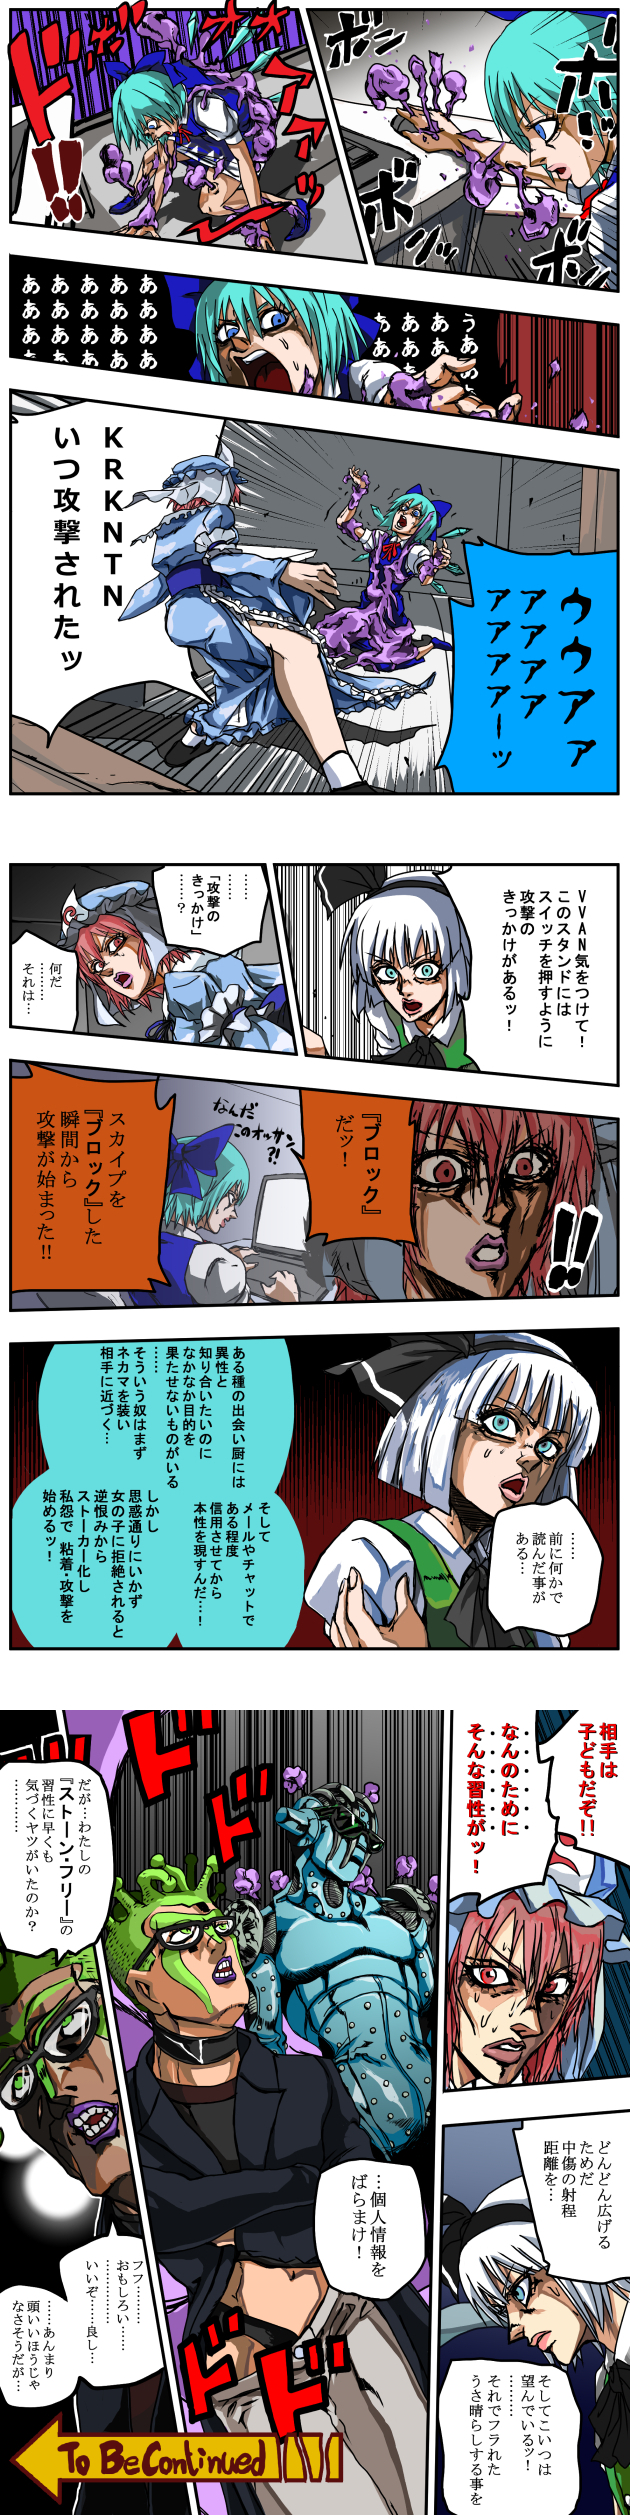 ボン
ボ!!
ボリッ
ボン
ボゴ
ドド
!!
うあああ
ああああ
ああああ
ああああ
ああああ
ああああ
ああああ
ああああ
ああああ
ウウアァ
アアアァ
アアアアーッ
KRKNTN
いつ攻撃されたッ
VVAN気をつけて!
このスタンドには
スイッチを押すように
攻撃の
きっかけがあるッ!
……
「攻撃の
きっかけ」
……?
何だ
………
それは…
!!
『ブロック』
だッ!
なんだ
このオッサン
?!
スカイプを
『ブロック』した
瞬間から
攻撃が始まった!!
……
前に何かで
読んだ事が
ある…
ある種の出会い厨には
異性と
知り合いたいのに
なかなか目的を
果たせないものがいる
……
そういう奴はまず
ネカマを装い
相手に近づく…
そして
メールやチャットで
ある程度
信用させてから
本性を現すんだ…!
しかし
思惑通りにいかず
女の子に拒絶されると
逆恨みから
ストーカー化し
私怨で 粘着・攻撃を
始めるッ!
相手は
子どもだぞ!!
なんのために
そんな習性がッ!
どんどん広げる
ためだ
中傷の射程
距離を…
そしてこいつは
望んでいるッ!
………
それでフラれた
うさ晴らしする事を
ドドド
…個人情報を
ばらまけ!
ドド
だが…わたしの
『ストーン・フリー』の
習性に早くも
気づくヤツがいたのか?
…………
フフ……
おもしろい……
…………
いいぞ……良し…
……あんまり
頭いいほうじゃ
なさそうだが…
To Be Continued